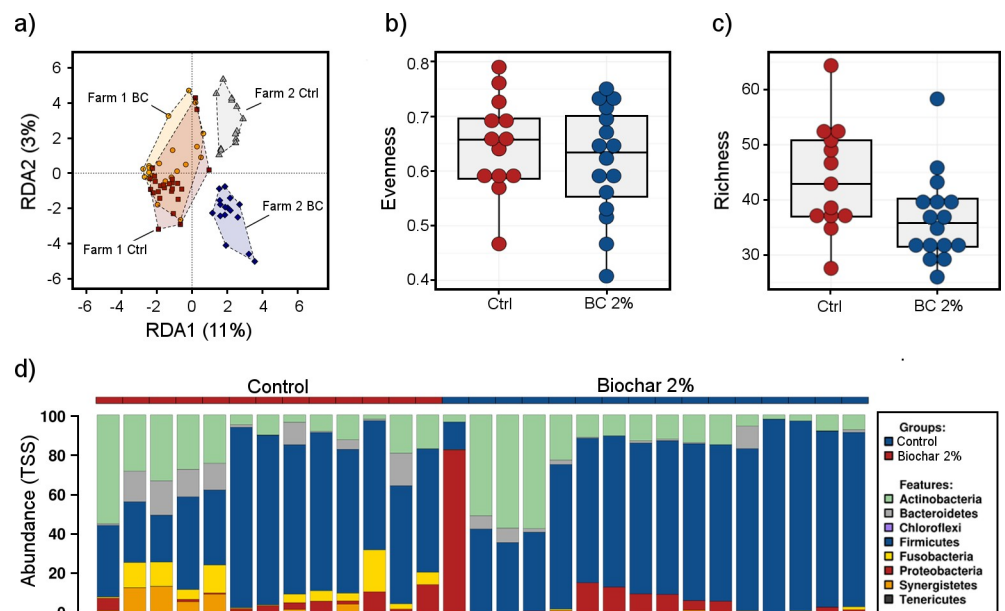 a)
6
4
2
0
-2
-4
-6
-6 -4 -2 0 2 4 6
RDA2 (3%)
RDA1 (11%)
Farm 1 BC
Farm 2 Ctrl
Farm 2 BC
Farm 1 Ctrl
b)
0.8
0.7
0.6
0.5
0.4
Evenness
Ctrl BC 2%
c)
60
50
40
30
Richness
Ctrl BC 2%
d)
Control Biochar 2%
100
80
60
40
20
0
Abundance (TSS)
Groups:
Control
Biochar 2%
Features:
Actinobacteria
Bacteroidetes
Chloroflexi
Firmicutes
Fusobacteria
Proteobacteria
Synergistetes
Tenericutes